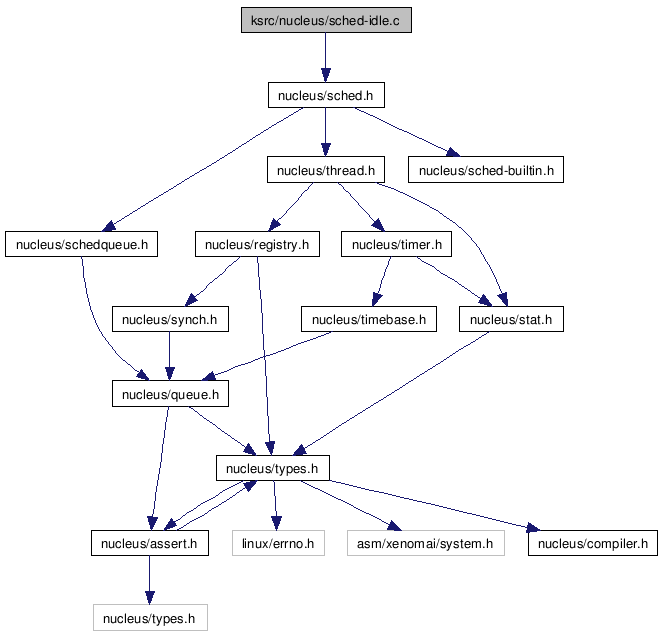 ksrc/nucleus/sched-idle.c
nucleus/sched.h
nucleus/thread.h
nucleus/sched-builtin.h
nucleus/schedqueue.h
nucleus/registry.h
nucleus/timer.h
nucleus/synch.h
nucleus/timebase.h
nucleus/stat.h
nucleus/queue.h
nucleus/types.h
nucleus/assert.h
linux/errno.h
asm/xenomai/system.h
nucleus/compiler.h
nucleus/types.h